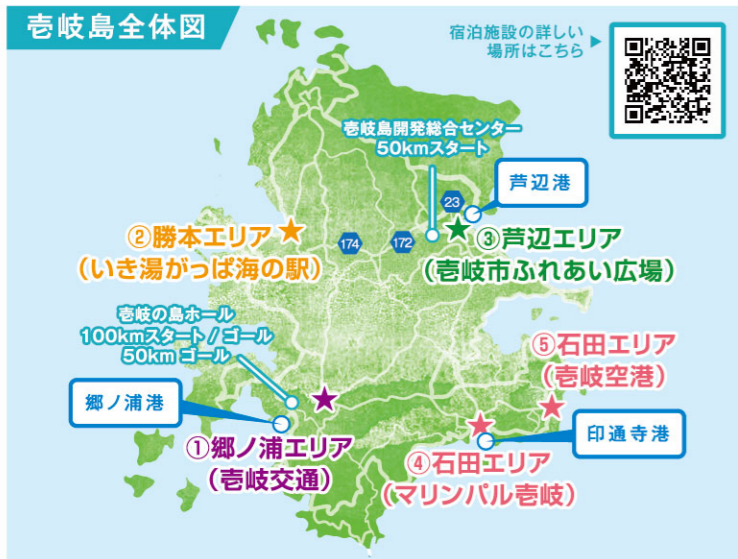 壱岐島全体図
宿泊施設の詳しい
場所はこちら ▶
壱岐島開発総合センター
50kmスタート
芦辺港
23
②勝本エリア
(いき湯がっぱ海の駅)
174
172
③芦辺エリア
(壱岐市ふれあい広場)
壱岐の島ホール
100kmスタート/ゴール
50km ゴール
⑤石田エリア
(壱岐空港)
郷ノ浦港
印通寺港
①郷ノ浦エリア
(壱岐交通)
④石田エリア
(マリンパル壱岐)